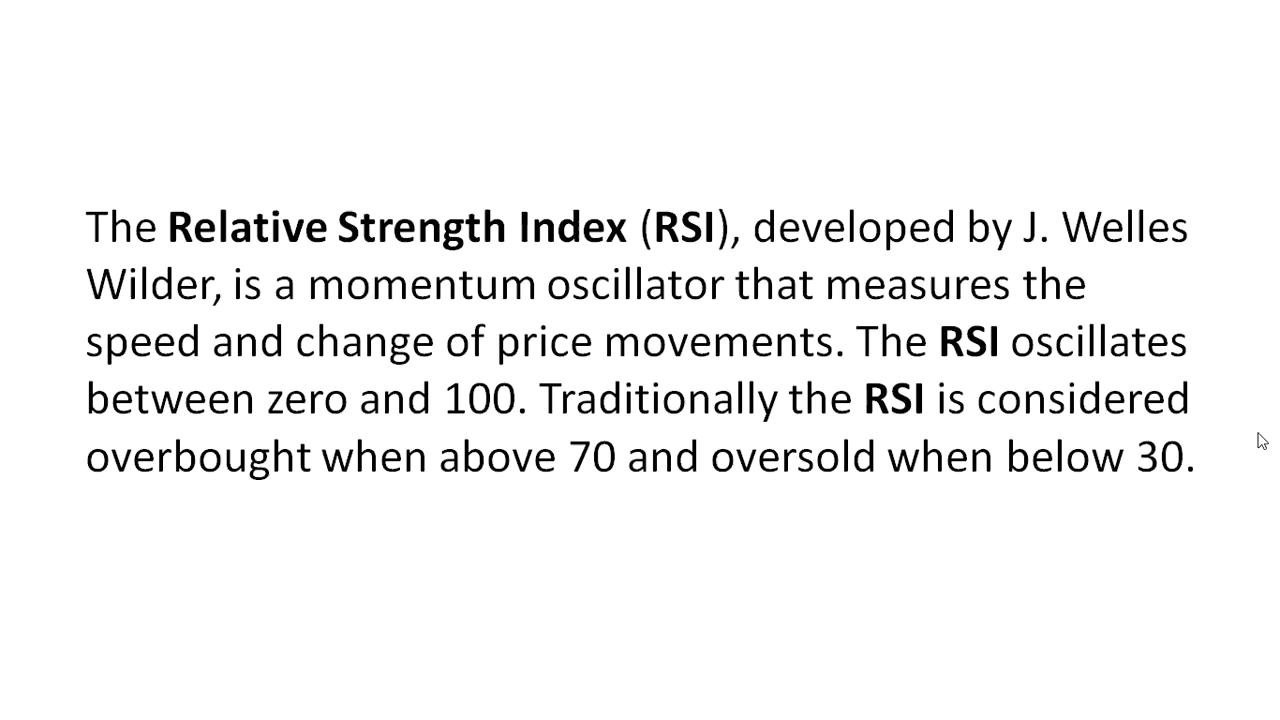 The Relative Strength Index (RSI), developed by J. Welles
Wilder, is a momentum oscillator that measures the
speed and change of price movements. The RSI oscillates
between zero and 100. Traditionally the RSI is considered
overbought when above 70 and oversold when below 30.